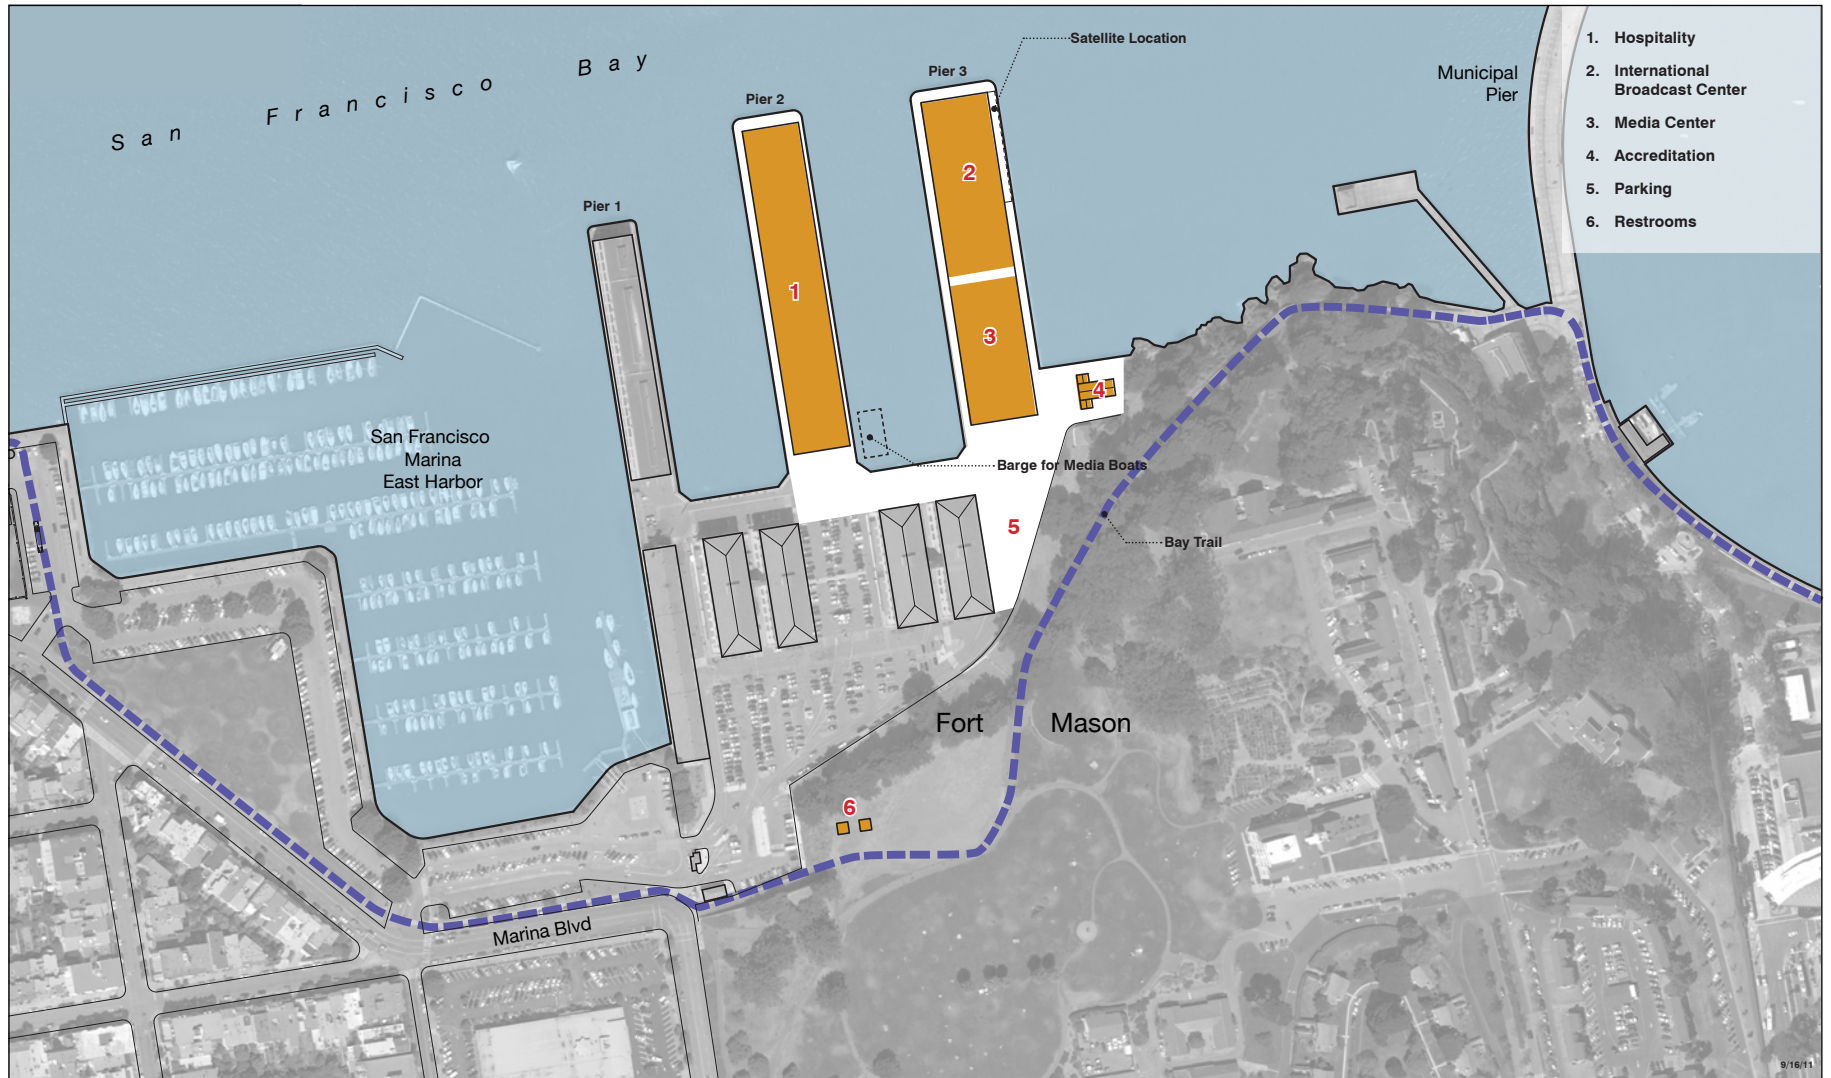 San Francisco Bay
Satellite Location
Pier 3
Pier 2
Pier 1
Municipal
Pier
1. Hospitality
2. International
Broadcast Center
3. Media Center
4. Accreditation
5. Parking
6. Restrooms
2
1
3
4
San Francisco
Marina
East Harbor
Barge for Media Boats
5
Bay Trail
Fort Mason
6
Marina Blvd
9/16/11